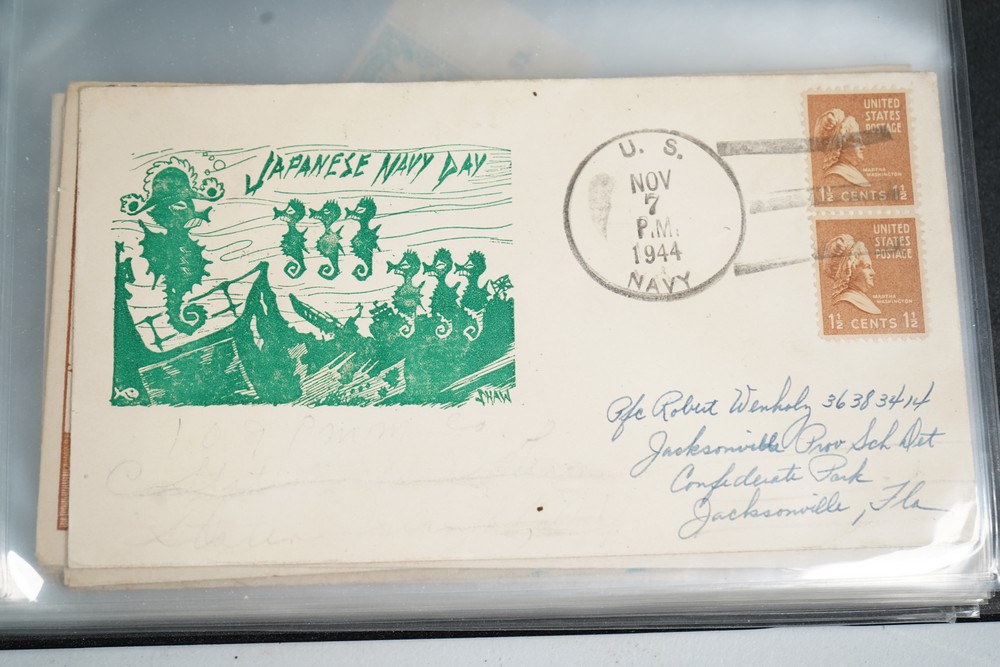 JAPANESE NAVY DAY
SHAW
U. S.
NOV
7
P.M.
1944
NAVY
UNITED
STATES
POSTAGE
MARTHA
WASHINGTON
1½ CENTS 1½
UNITED
STATES
POSTAGE
MARTHA
WASHINGTON
1½ CENTS 1½
Pfc Robert Wenholz 36383414
Jacksonville Prov Sch Det
Confederate Park
Jacksonville, Fla